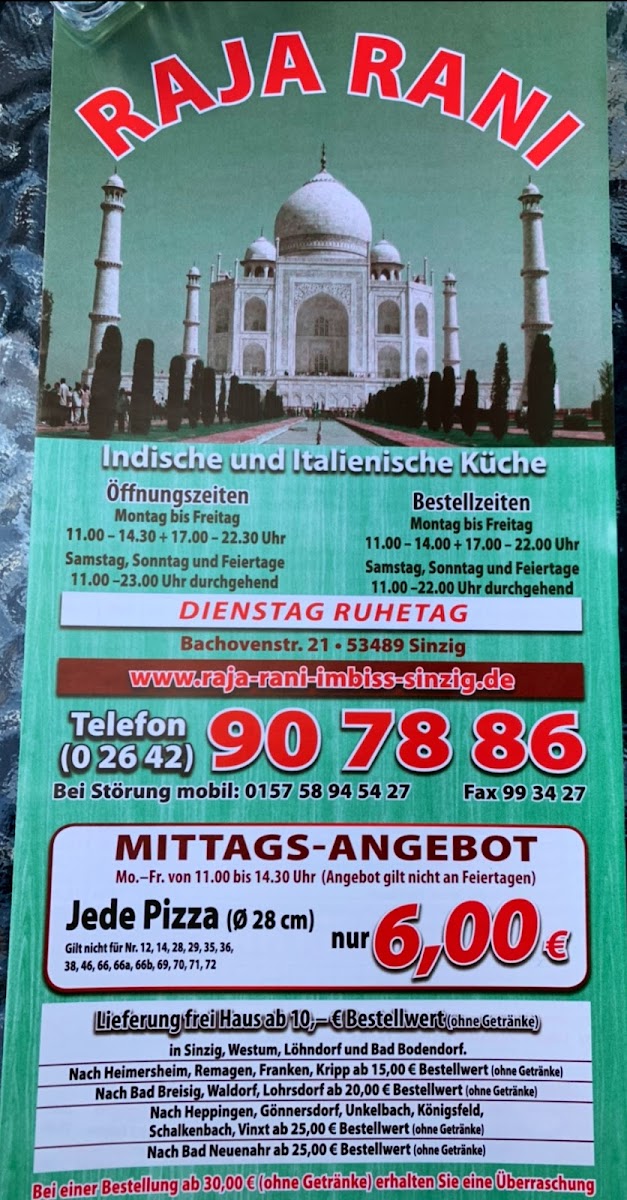 RAJA RANI
Indische und Italienische Küche
Öffnungszeiten
Montag bis Freitag
11.00 – 14.30 + 17.00 – 22.30 Uhr
Samstag, Sonntag und Feiertage
11.00 –23.00 Uhr durchgehend
Bestellzeiten
Montag bis Freitag
11.00 – 14.00 + 17.00 – 22.00 Uhr
Samstag, Sonntag und Feiertage
11.00 –22.00 Uhr durchgehend
DIENSTAG RUHETAG
Bachovenstr. 21 • 53489 Sinzig
www.raja-rani-imbiss-sinzig.de
Telefon
(0 26 42) 90 78 86
Bei Störung mobil: 0157 58 94 54 27 Fax 99 34 27
MITTAGS-ANGEBOT
Mo.–Fr. von 11.00 bis 14.30 Uhr (Angebot gilt nicht an Feiertagen)
Jede Pizza (Ø 28 cm)
Gilt nicht für Nr. 12, 14, 28, 29, 35, 36,
38, 46, 66, 66a, 66b, 69, 70, 71, 72
nur 6,00 €
Lieferung frei Haus ab 10,– € Bestellwert (ohne Getränke)
in Sinzig, Westum, Löhndorf und Bad Bodendorf.
Nach Heimersheim, Remagen, Franken, Kripp ab 15,00 € Bestellwert (ohne Getränke)
Nach Bad Breisig, Waldorf, Lohrsdorf ab 20,00 € Bestellwert (ohne Getränke)
Nach Heppingen, Gönnersdorf, Unkelbach, Königsfeld,
Schalkenbach, Vinxt ab 25,00 € Bestellwert (ohne Getränke)
Nach Bad Neuenahr ab 25,00 € Bestellwert (ohne Getränke)
Bei einer Bestellung ab 30,00 € (ohne Getränke) erhalten Sie eine Überraschung